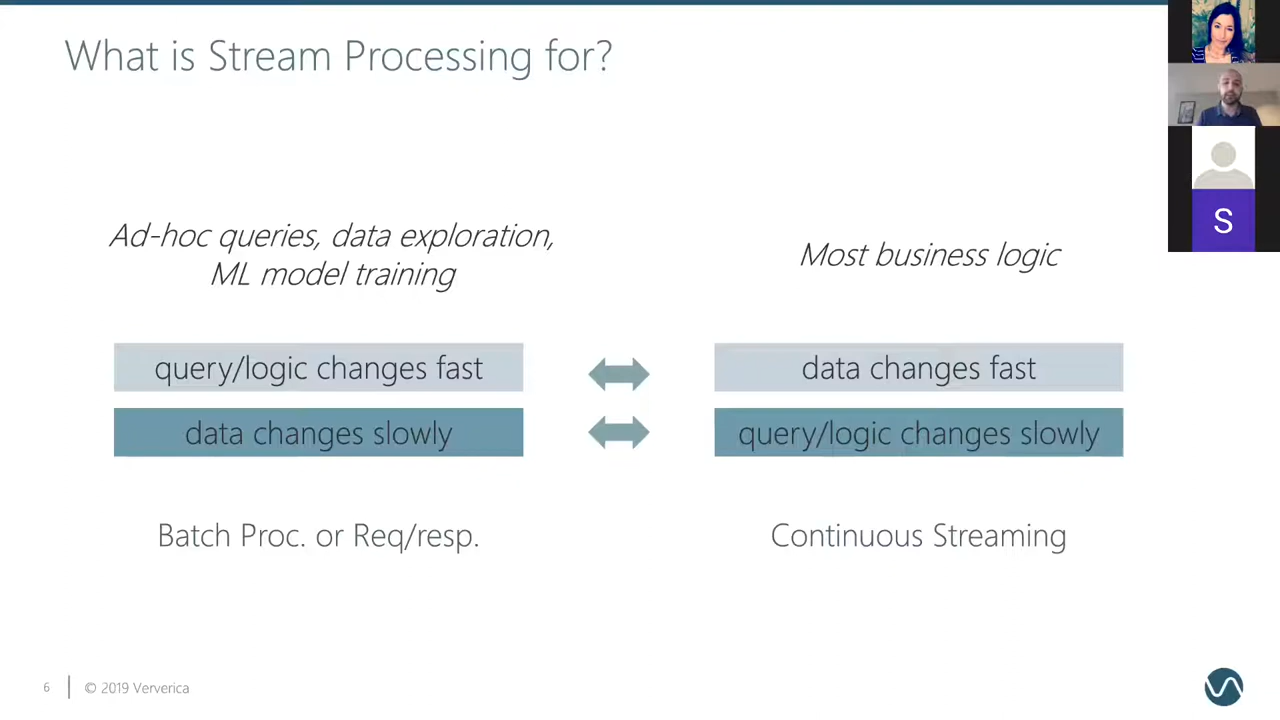 What is Stream Processing for?
Ad-hoc queries, data exploration,
ML model training
Most business logic
query/logic changes fast
data changes fast
data changes slowly
query/logic changes slowly
Batch Proc. or Req/resp.
Continuous Streaming
6
© 2019 Ververica
S